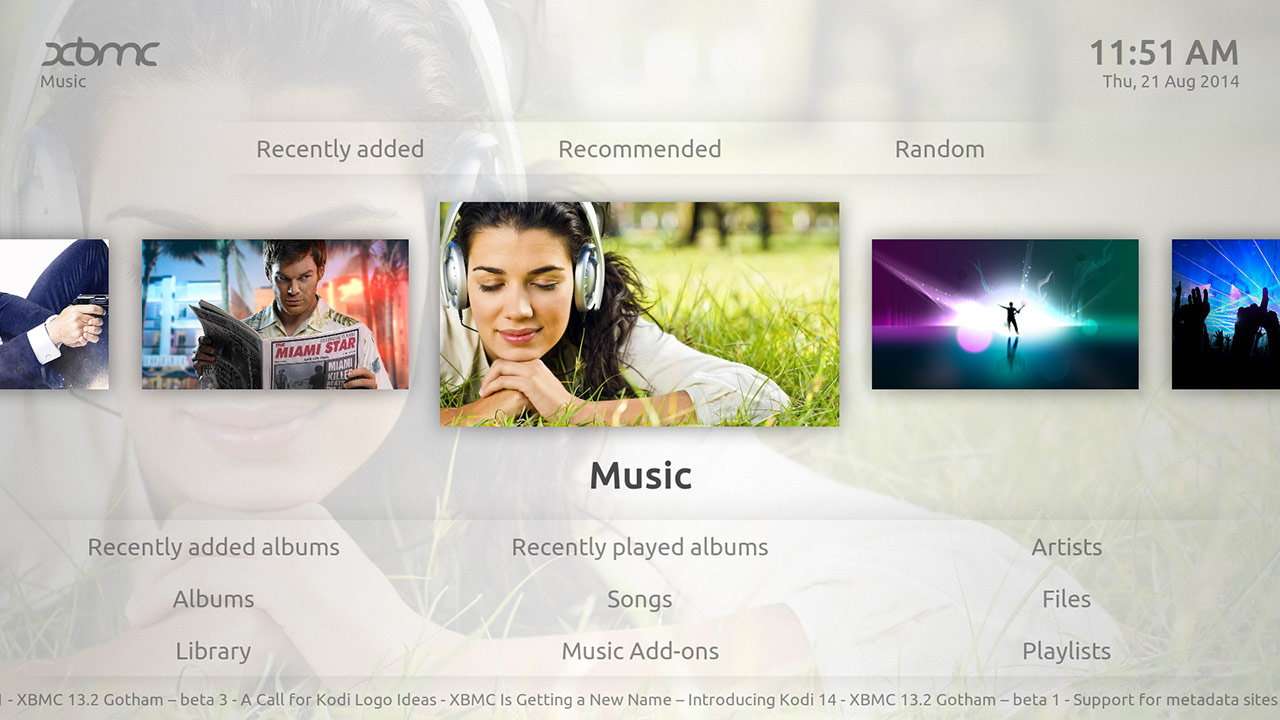 xbmc
Music
11:51 AM
Thu, 21 Aug 2014
Recently added Recommended Random
THE
MIAMI STAR
MIAMI
KILLE
Music
Recently added albums Recently played albums Artists
Albums Songs Files
Library Music Add-ons Playlists
- XBMC 13.2 Gotham – beta 3 - A Call for Kodi Logo Ideas - XBMC Is Getting a New Name – Introducing Kodi 14 - XBMC 13.2 Gotham – beta 1 - Support for metadata sites